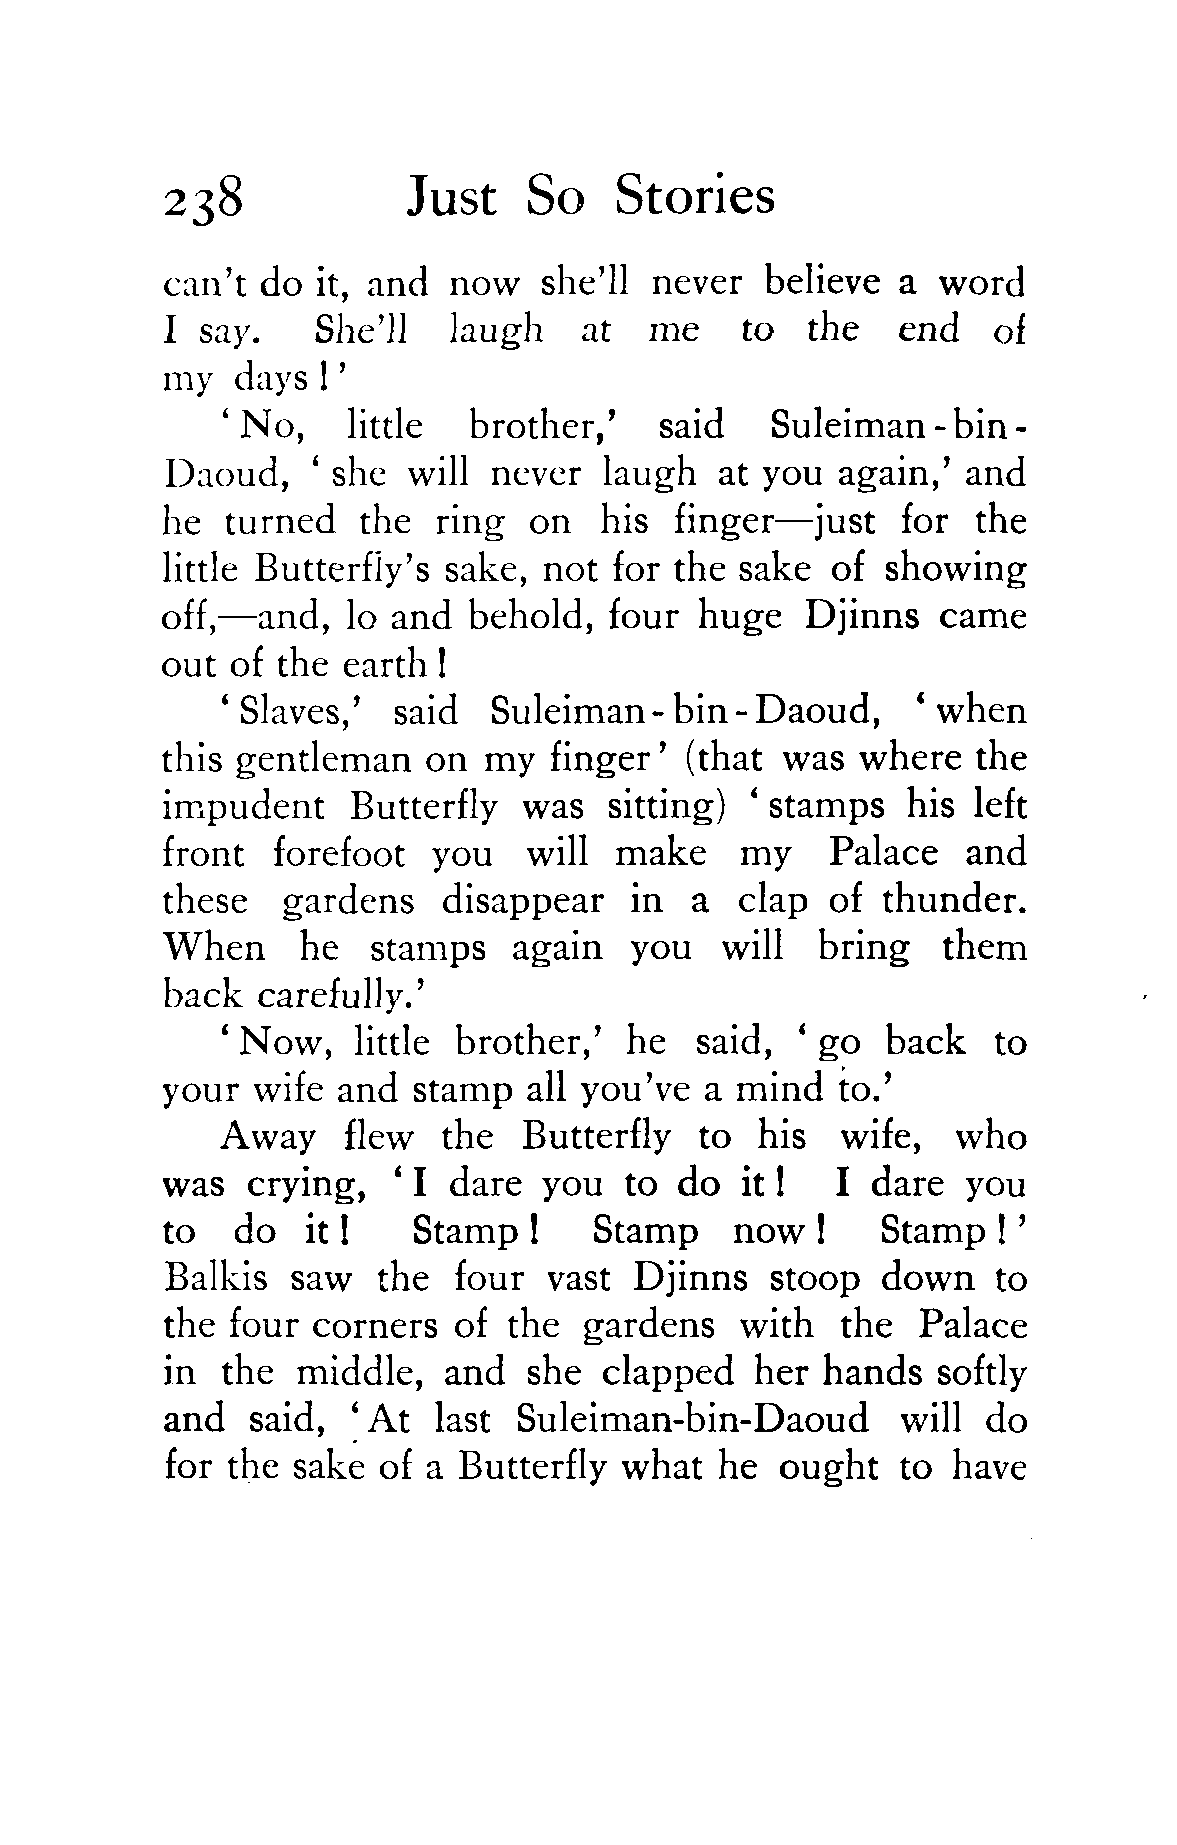 238 Just So Stories
can't do it, and now she'll never believe a word
I say. She'll laugh at me to the end of
my days!'
'No, little brother,' said Suleiman-bin-
Daoud, 'she will never laugh at you again,' and
he turned the ring on his finger—just for the
little Butterfly's sake, not for the sake of showing
off,—and, lo and behold, four huge Djinns came
out of the earth!
'Slaves,' said Suleiman-bin-Daoud, 'when
this gentleman on my finger' (that was where the
impudent Butterfly was sitting) 'stamps his left
front forefoot you will make my Palace and
these gardens disappear in a clap of thunder.
When he stamps again you will bring them
back carefully.'
'Now, little brother,' he said, 'go back to
your wife and stamp all you've a mind to.'
Away flew the Butterfly to his wife, who
was crying, 'I dare you to do it! I dare you
to do it! Stamp! Stamp now! Stamp!'
Balkis saw the four vast Djinns stoop down to
the four corners of the gardens with the Palace
in the middle, and she clapped her hands softly
and said, 'At last Suleiman-bin-Daoud will do
for the sake of a Butterfly what he ought to have